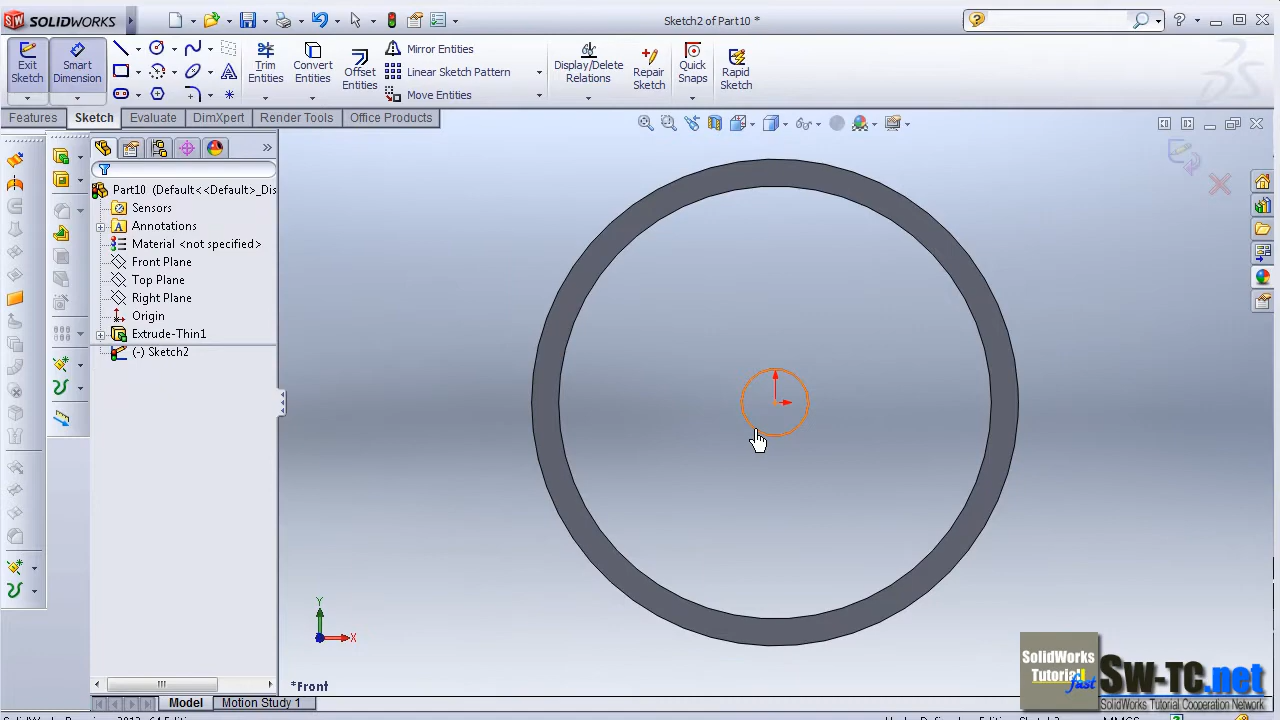 SOLIDWORKS
Sketch2 of Part10 *
Exit Sketch
Smart Dimension
Trim Entities
Convert Entities
Offset Entities
Mirror Entities
Linear Sketch Pattern
Move Entities
Display/Delete Relations
Repair Sketch
Quick Snaps
Rapid Sketch
Features
Sketch
Evaluate
DimXpert
Render Tools
Office Products
Part10 (Default<<Default>_Dis
Sensors
Annotations
Material <not specified>
Front Plane
Top Plane
Right Plane
Origin
Extrude-Thin1
(-) Sketch2
Y
X
*Front
SolidWorks
Tutorial
fast
Sw-TC.net
SolidWorks Tutorial Cooperation Network
Model
Motion Study 1